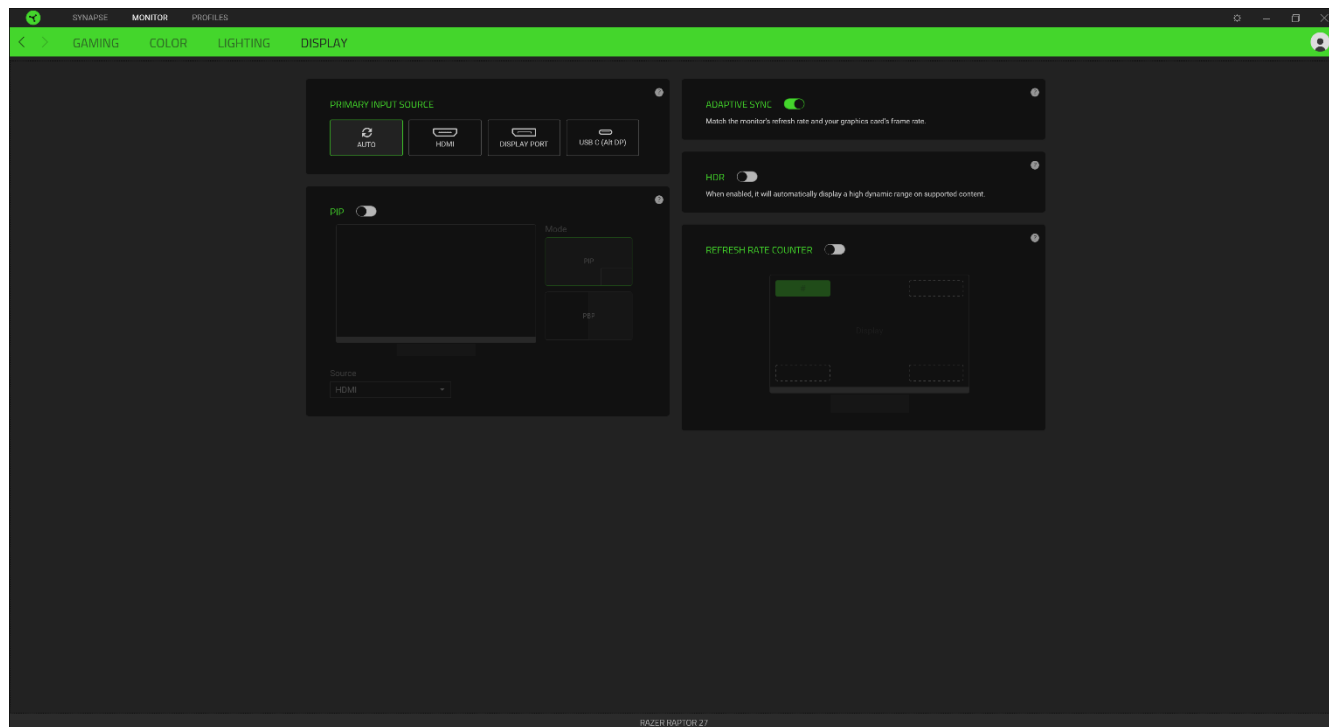 SYNAPSE MONITOR PROFILES
GAMING COLOR LIGHTING DISPLAY
PRIMARY INPUT SOURCE
AUTO HDMI DISPLAY PORT USB C (Alt DP)
PIP
Mode
PIP
PBP
Source
HDMI
ADAPTIVE SYNC
Match the monitor's refresh rate and your graphics card's frame rate.
HDR
When enabled, it will automatically display a high dynamic range on supported content.
REFRESH RATE COUNTER
RAZER RAPTOR 27